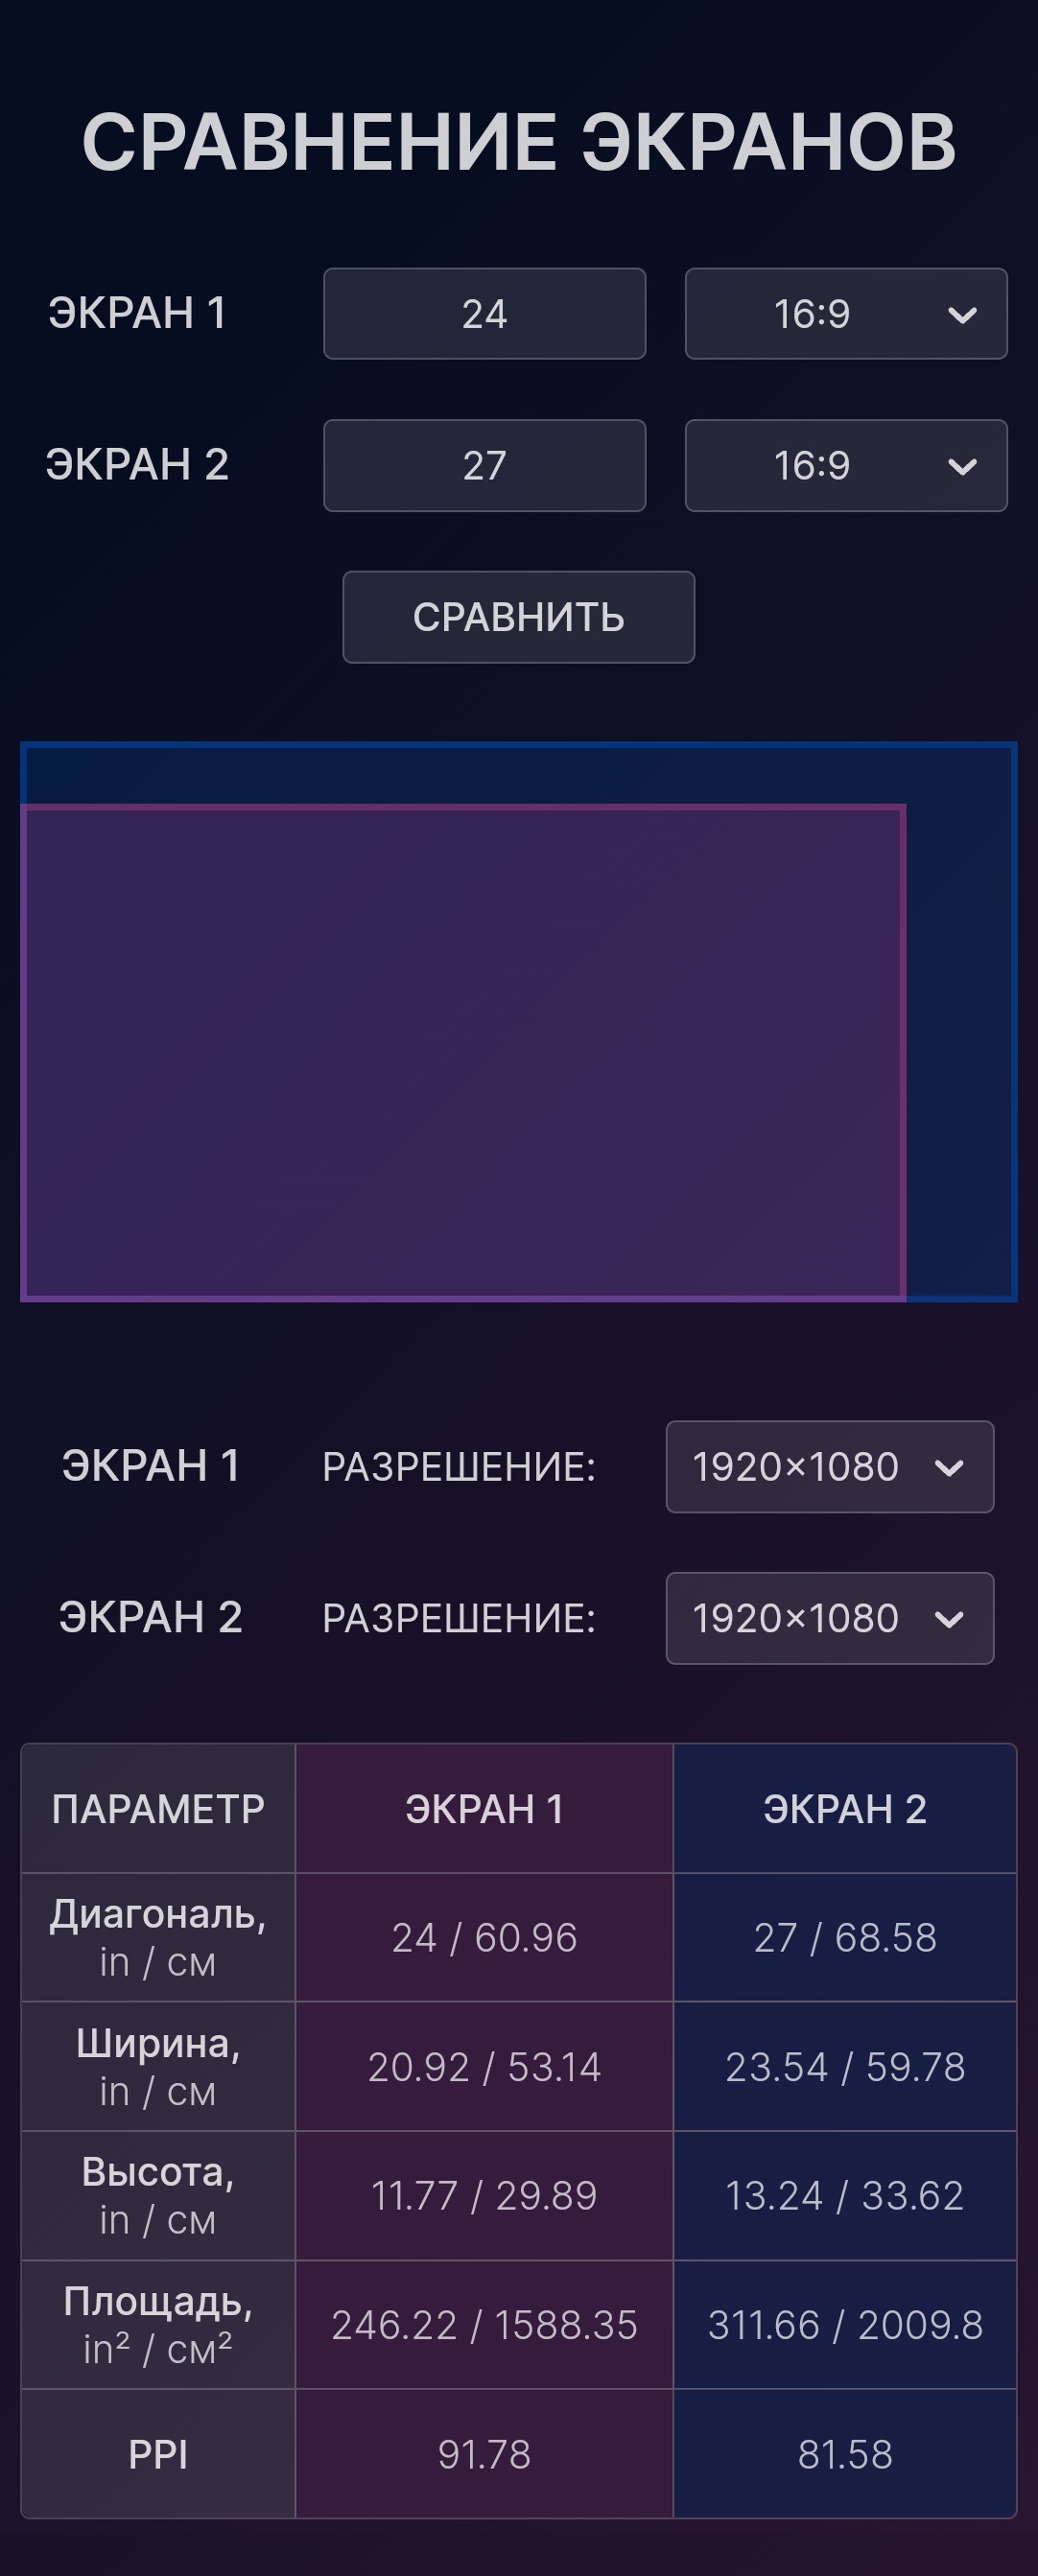 СРАВНЕНИЕ ЭКРАНОВ
ЭКРАН 1 24 16:9
ЭКРАН 2 27 16:9
СРАВНИТЬ
ЭКРАН 1 РАЗРЕШЕНИЕ: 1920×1080
ЭКРАН 2 РАЗРЕШЕНИЕ: 1920×1080
ПАРАМЕТР ЭКРАН 1 ЭКРАН 2
Диагональ,
in / см 24 / 60.96 27 / 68.58
Ширина,
in / см 20.92 / 53.14 23.54 / 59.78
Высота,
in / см 11.77 / 29.89 13.24 / 33.62
Площадь,
in² / см² 246.22 / 1588.35 311.66 / 2009.8
PPI 91.78 81.58